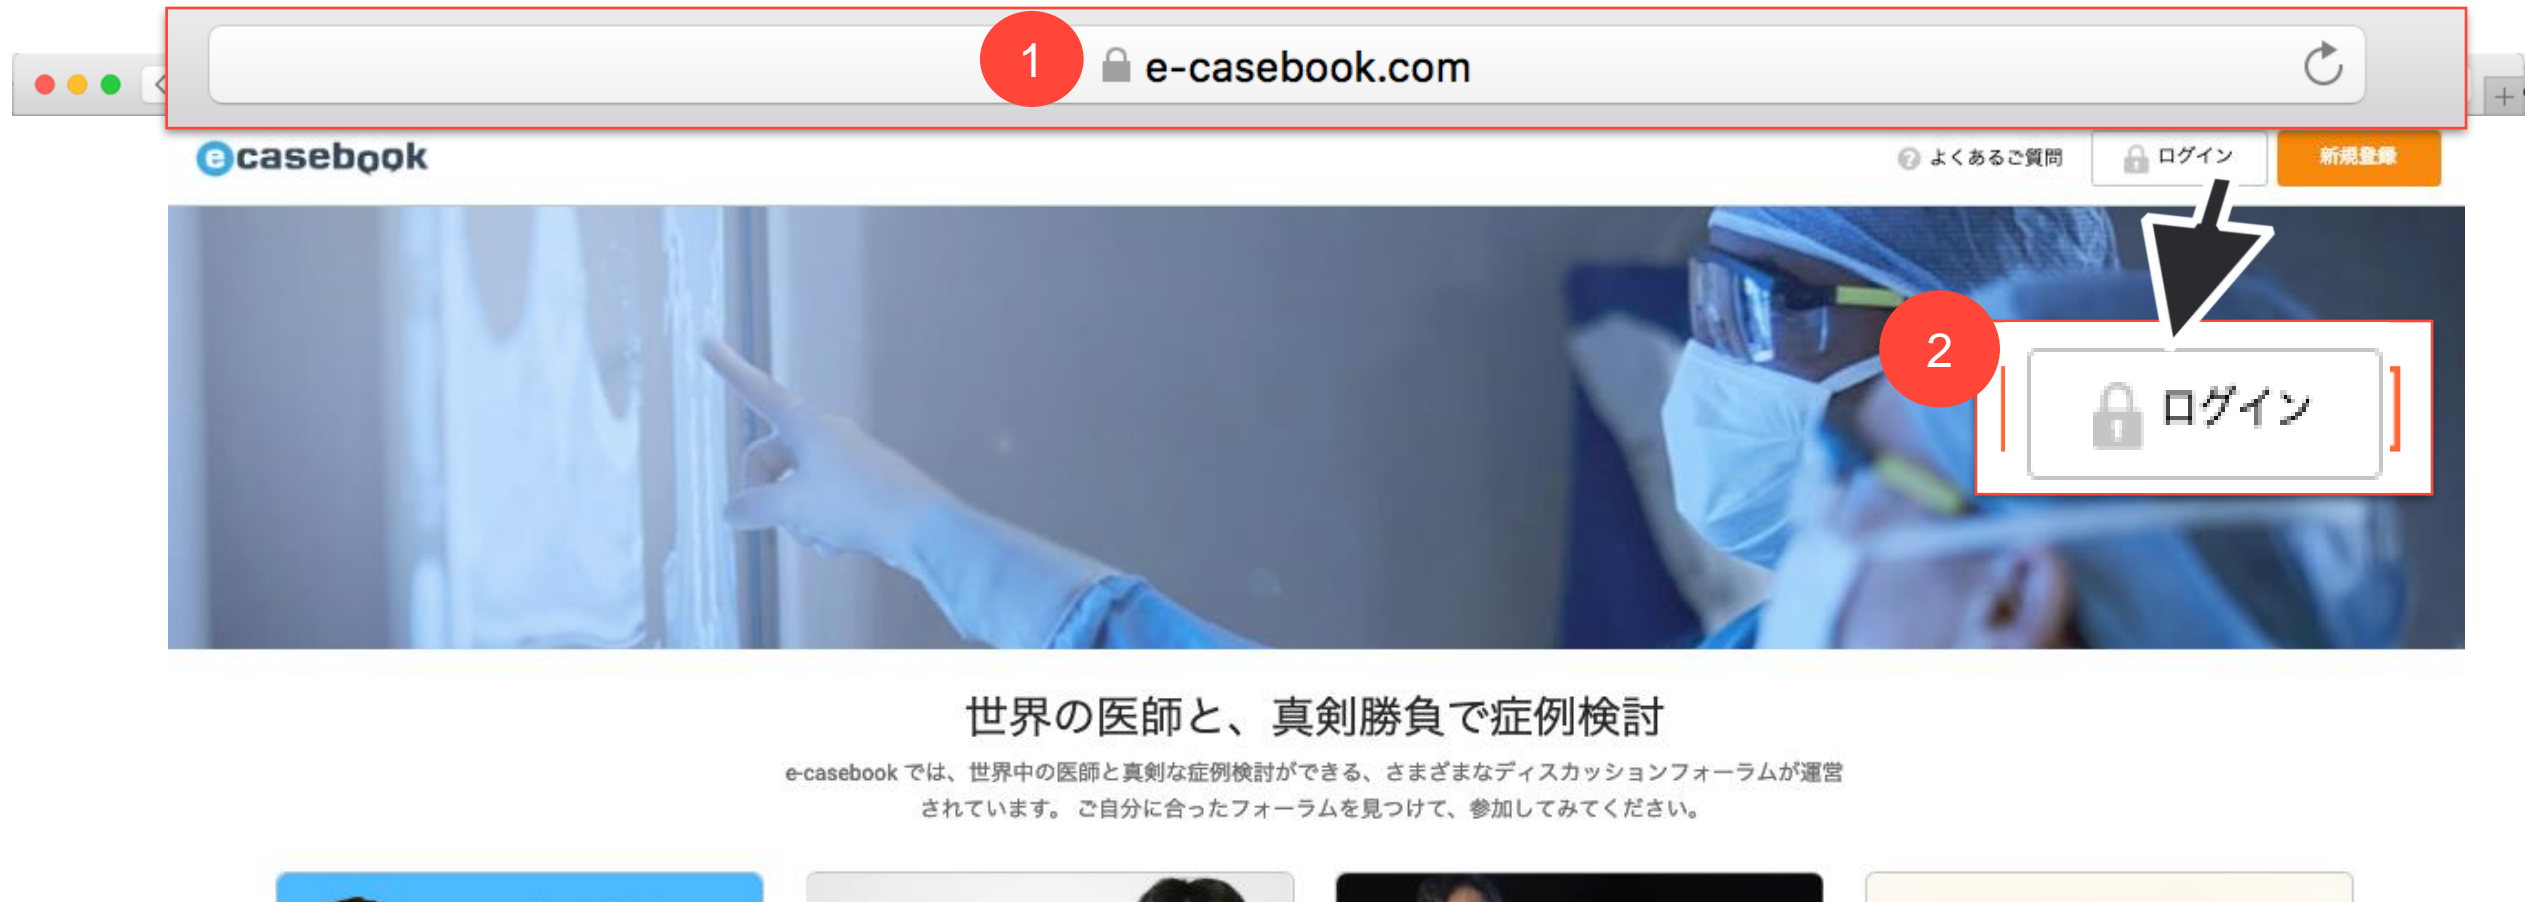 1 e-casebook.com
ecasebook
よくあるご質問
ログイン
新規登録
2
ログイン
世界の医師と、真剣勝負で症例検討
e-casebook では、世界中の医師と真剣な症例検討ができる、さまざまなディスカッションフォーラムが運営
されています。 ご自分に合ったフォーラムを見つけて、参加してみてください。